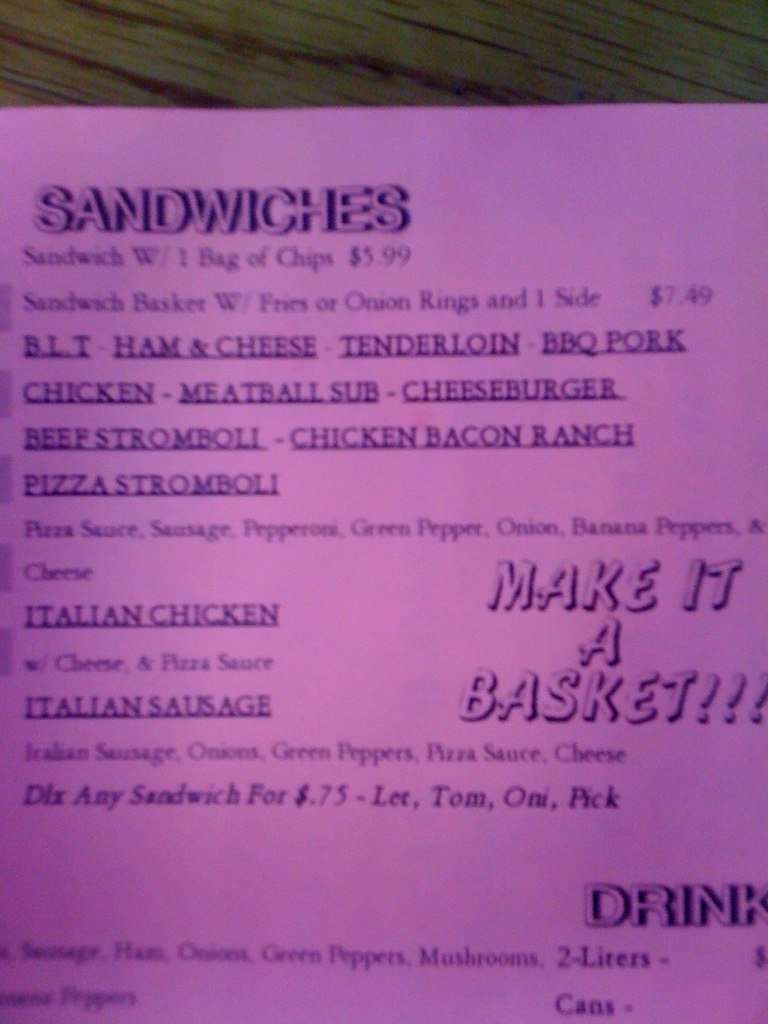 SANDWICHES
Sandwich W/ 1 Bag of Chips $5.99
Sandwich Basket W/ Fries or Onion Rings and 1 Side $7.49
B.L.T - HAM & CHEESE - TENDERLOIN - BBQ PORK
CHICKEN - MEATBALL SUB - CHEESEBURGER
BEEF STROMBOLI - CHICKEN BACON RANCH
PIZZA STROMBOLI
Pizza Sauce, Sausage, Pepperoni, Green Pepper, Onion, Banana Peppers, &
Cheese
ITALIAN CHICKEN
w/ Cheese, & Pizza Sauce
ITALIAN SAUSAGE
Italian Sausage, Onions, Green Peppers, Pizza Sauce, Cheese
MAKE IT
A
BASKET!!!
Dlx Any Sandwich For $.75 - Let, Tom, Oni, Pick
DRINK
Sausage, Ham, Onions, Green Peppers, Mushrooms,
Peppers
2-Liters - $
Cans -